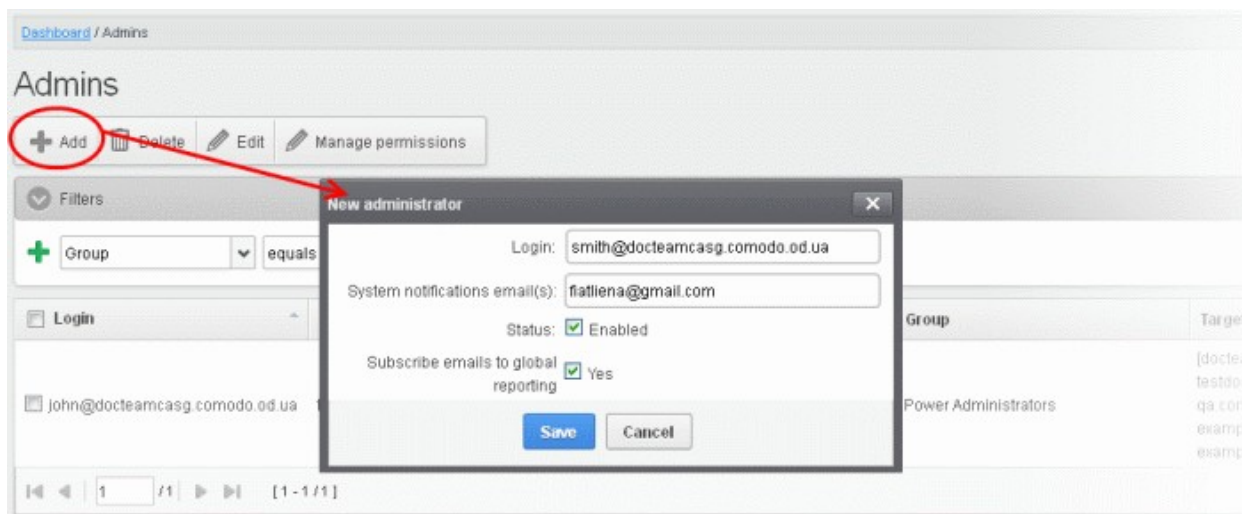 Dashboard / Admins
Admins
Add Delete Edit Manage permissions
Filters
New administrator
Group equals
Login: smith@docteamcasg.comodo.od.ua
System notifications email(s): flatliena@gmail.com
Status: Enabled
Subscribe emails to global reporting Yes
Save Cancel
Login Group
john@docteamcasg.comodo.od.ua Power Administrators
1 /1 [1 - 1 /1]